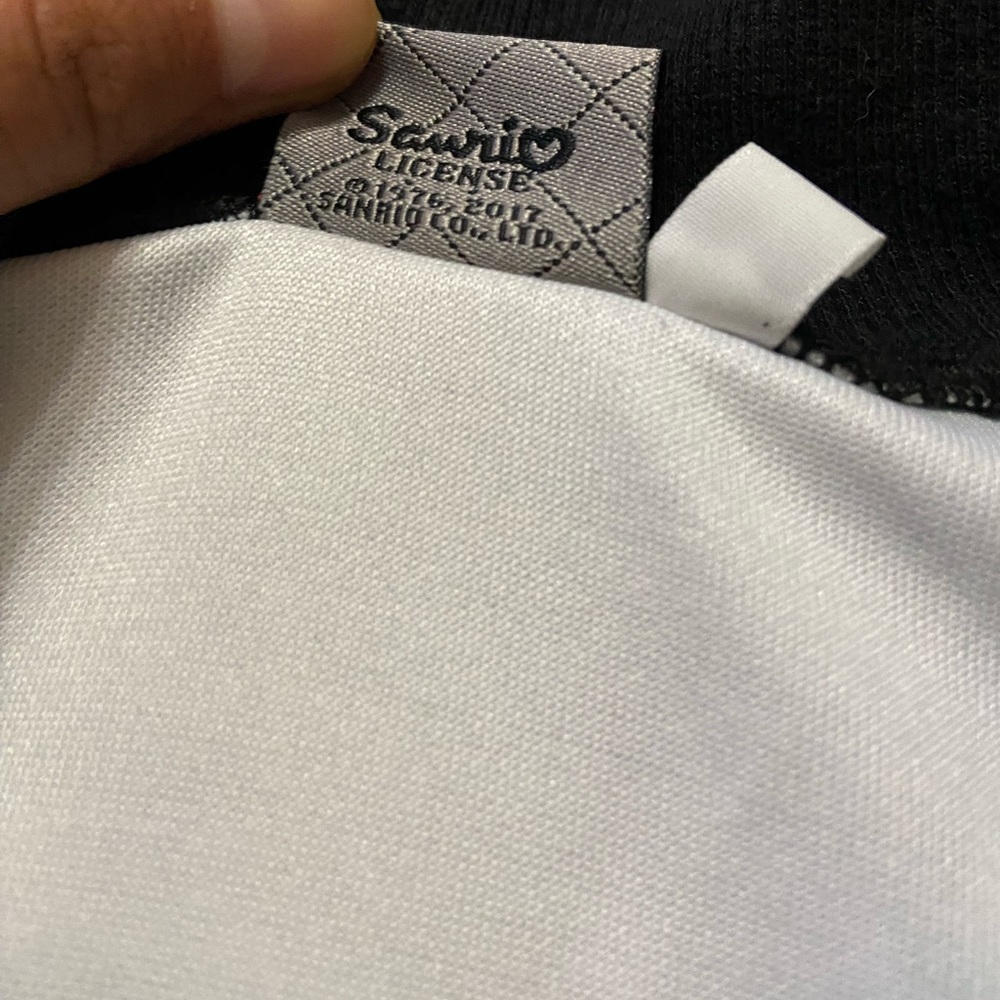 Sanrio
LICENSE
©1976, 2017
SANRIO CO., LTD.